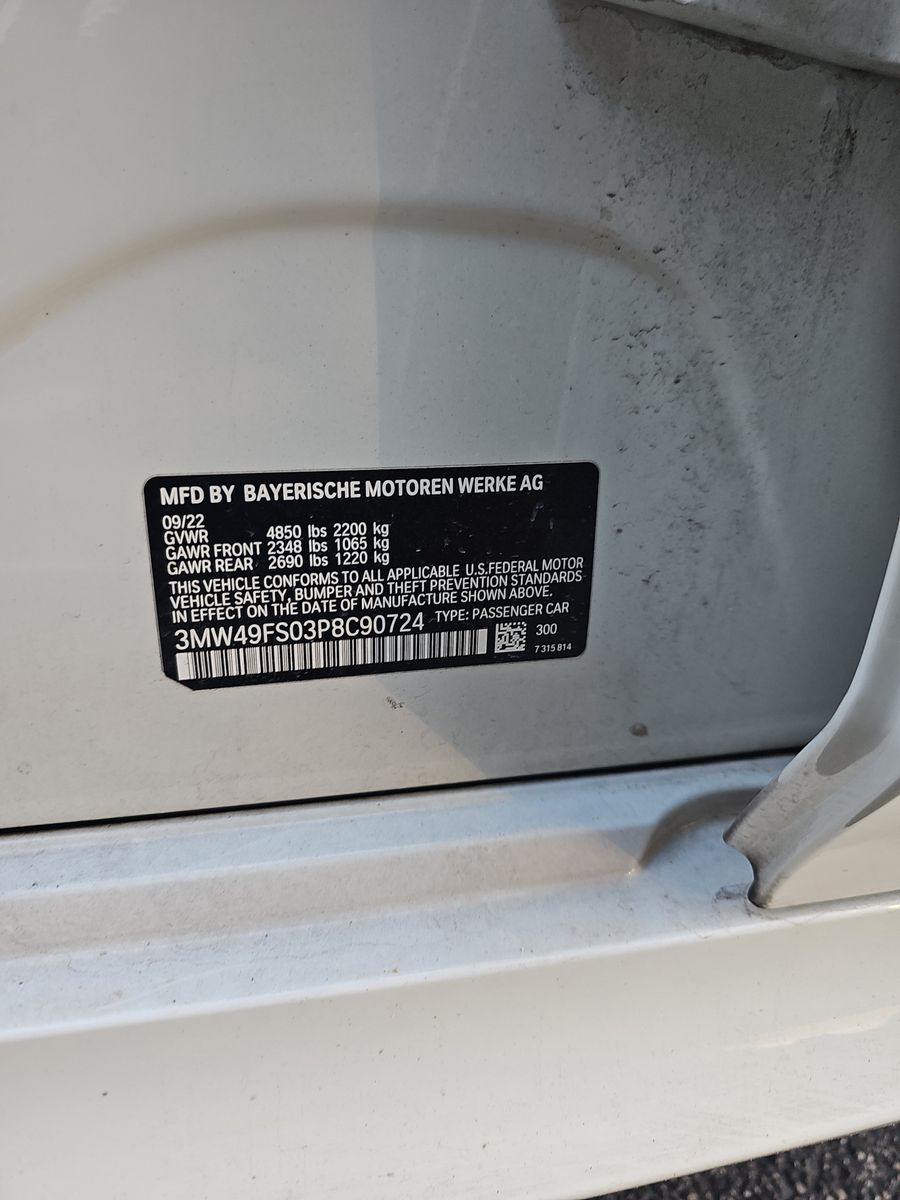 MFD BY BAYERISCHE MOTOREN WERKE AG
09/22
GVWR 4850 lbs 2200 kg
GAWR FRONT 2348 lbs 1065 kg
GAWR REAR 2690 lbs 1220 kg
THIS VEHICLE CONFORMS TO ALL APPLICABLE U.S.FEDERAL MOTOR
VEHICLE SAFETY, BUMPER AND THEFT PREVENTION STANDARDS
IN EFFECT ON THE DATE OF MANUFACTURE SHOWN ABOVE.
3MW49FS03P8C90724 TYPE: PASSENGER CAR
300
7 315 814